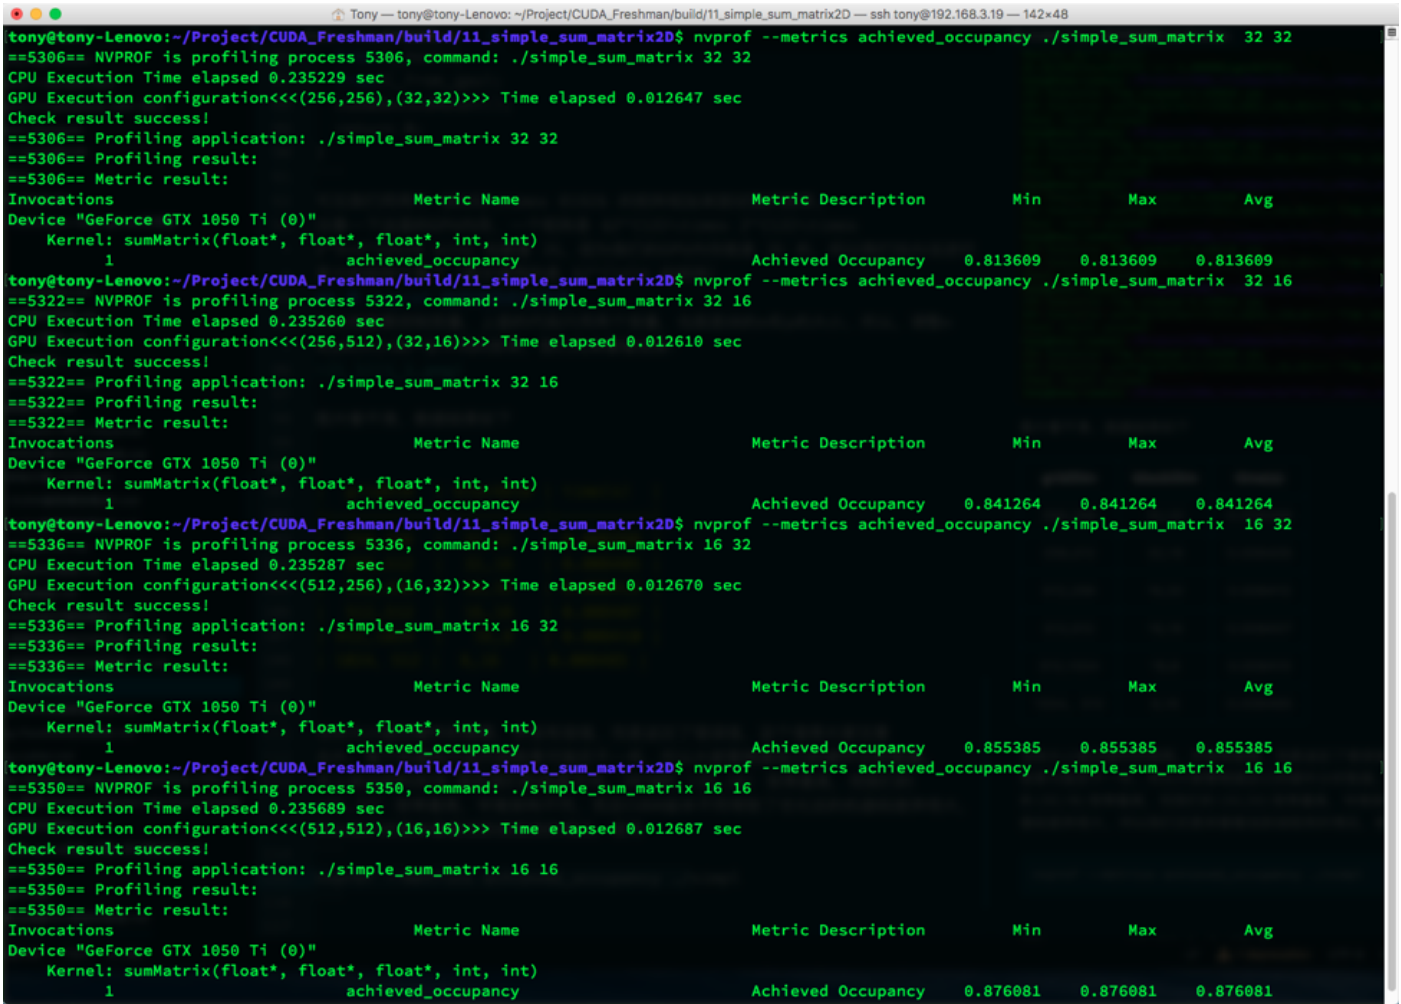 Tony — tony@tony-Lenovo: ~/Project/CUDA_Freshman/build/11_simple_sum_matrix2D — ssh tony@192.168.3.19 — 142×48
tony@tony-Lenovo:~/Project/CUDA_Freshman/build/11_simple_sum_matrix2D$ nvprof --metrics achieved_occupancy ./simple_sum_matrix  32 32
==5306== NVPROF is profiling process 5306, command: ./simple_sum_matrix 32 32
CPU Execution Time elapsed 0.235229 sec
GPU Execution configuration<<<(256,256),(32,32)>>> Time elapsed 0.012647 sec
Check result success!
==5306== Profiling application: ./simple_sum_matrix 32 32
==5306== Profiling result:
==5306== Metric result:
Invocations Metric Name Metric Description Min Max Avg
Device "GeForce GTX 1050 Ti (0)"
Kernel: sumMatrix(float*, float*, float*, int, int)
1 achieved_occupancy Achieved Occupancy 0.813609 0.813609 0.813609
tony@tony-Lenovo:~/Project/CUDA_Freshman/build/11_simple_sum_matrix2D$ nvprof --metrics achieved_occupancy ./simple_sum_matrix  32 16
==5322== NVPROF is profiling process 5322, command: ./simple_sum_matrix 32 16
CPU Execution Time elapsed 0.235260 sec
GPU Execution configuration<<<(256,512),(32,16)>>> Time elapsed 0.012610 sec
Check result success!
==5322== Profiling application: ./simple_sum_matrix 32 16
==5322== Profiling result:
==5322== Metric result:
Invocations Metric Name Metric Description Min Max Avg
Device "GeForce GTX 1050 Ti (0)"
Kernel: sumMatrix(float*, float*, float*, int, int)
1 achieved_occupancy Achieved Occupancy 0.841264 0.841264 0.841264
tony@tony-Lenovo:~/Project/CUDA_Freshman/build/11_simple_sum_matrix2D$ nvprof --metrics achieved_occupancy ./simple_sum_matrix  16 32
==5336== NVPROF is profiling process 5336, command: ./simple_sum_matrix 16 32
CPU Execution Time elapsed 0.235287 sec
GPU Execution configuration<<<(512,256),(16,32)>>> Time elapsed 0.012670 sec
Check result success!
==5336== Profiling application: ./simple_sum_matrix 16 32
==5336== Profiling result:
==5336== Metric result:
Invocations Metric Name Metric Description Min Max Avg
Device "GeForce GTX 1050 Ti (0)"
Kernel: sumMatrix(float*, float*, float*, int, int)
1 achieved_occupancy Achieved Occupancy 0.855385 0.855385 0.855385
tony@tony-Lenovo:~/Project/CUDA_Freshman/build/11_simple_sum_matrix2D$ nvprof --metrics achieved_occupancy ./simple_sum_matrix  16 16
==5350== NVPROF is profiling process 5350, command: ./simple_sum_matrix 16 16
CPU Execution Time elapsed 0.235689 sec
GPU Execution configuration<<<(512,512),(16,16)>>> Time elapsed 0.012687 sec
Check result success!
==5350== Profiling application: ./simple_sum_matrix 16 16
==5350== Profiling result:
==5350== Metric result:
Invocations Metric Name Metric Description Min Max Avg
Device "GeForce GTX 1050 Ti (0)"
Kernel: sumMatrix(float*, float*, float*, int, int)
1 achieved_occupancy Achieved Occupancy 0.876081 0.876081 0.876081